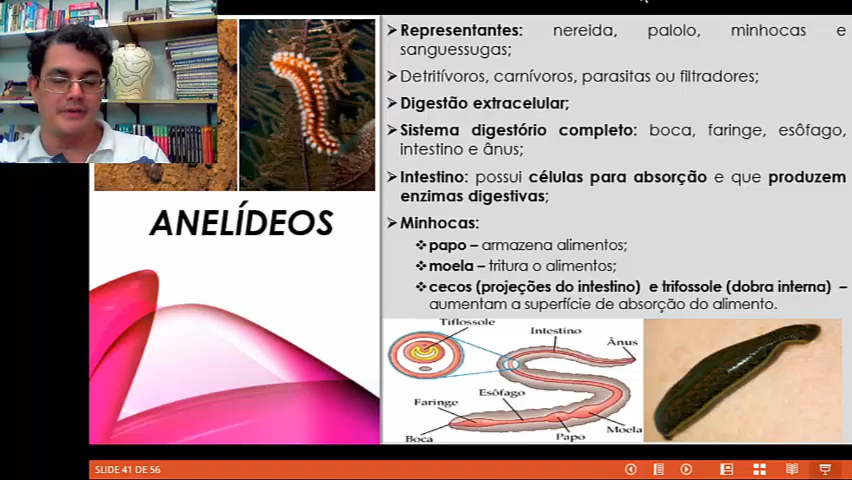 ➢Representantes: nereida, palolo, minhocas e
sanguessugas;
➢Detritívoros, carnívoros, parasitas ou filtradores;
➢Digestão extracelular;
➢Sistema digestório completo: boca, faringe, esôfago,
intestino e ânus;
➢Intestino: possui células para absorção e que produzem
enzimas digestivas;
➢Minhocas:
❖papo – armazena alimentos;
❖moela – tritura o alimentos;
❖cecos (projeções do intestino) e trifossole (dobra interna) –
aumentam a superfície de absorção do alimento.
ANELÍDEOS
Tiflossole
Intestino
Ânus
Esôfago
Faringe
Boca
Papo
Moela
SLIDE 41 DE 56